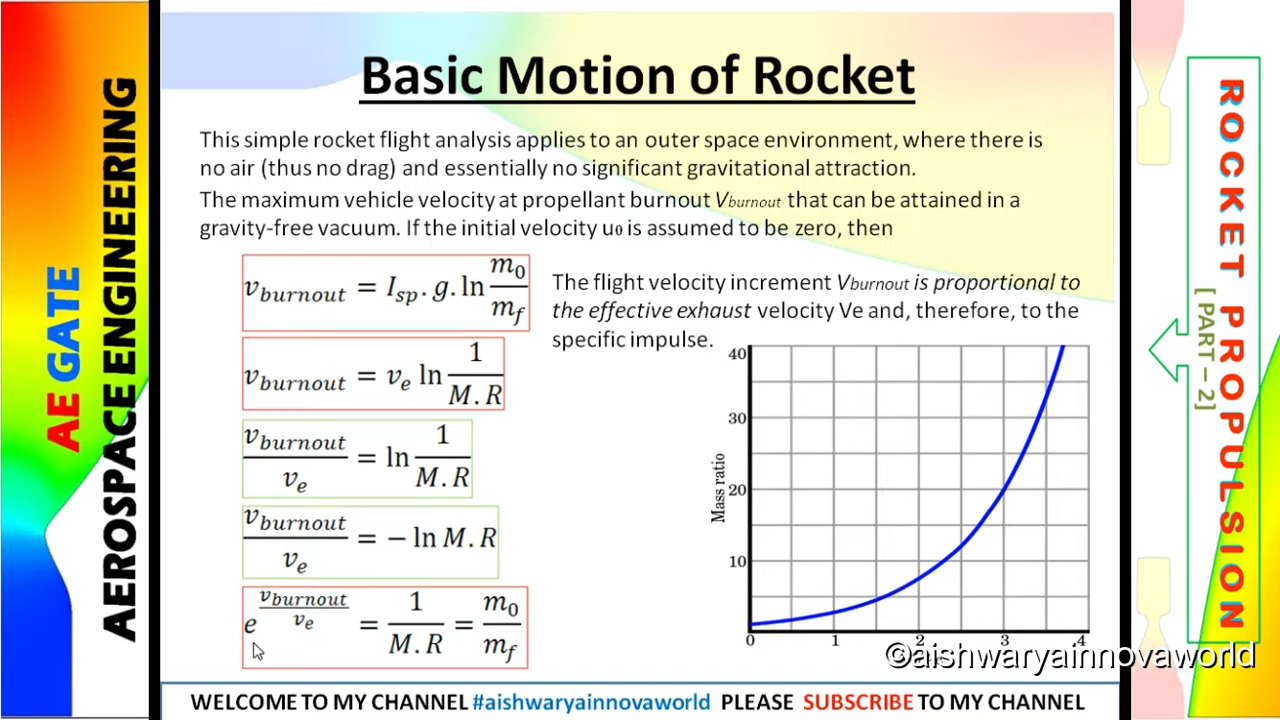 AE GATE
AEROSPACE ENGINEERING
Basic Motion of Rocket
This simple rocket flight analysis applies to an outer space environment, where there is
no air (thus no drag) and essentially no significant gravitational attraction.
The maximum vehicle velocity at propellant burnout Vburnout that can be attained in a
gravity-free vacuum. If the initial velocity u₀ is assumed to be zero, then
v_burnout = I_sp. g. ln m₀/m_f
v_burnout = v_e ln 1/M.R
v_burnout/v_e = ln 1/M.R
v_burnout/v_e = − ln M.R
e^(v_burnout/v_e) = 1/M.R = m₀/m_f
The flight velocity increment Vburnout is proportional to
the effective exhaust velocity Ve and, therefore, to the
specific impulse.
40
30
20
10
Mass ratio
0 1 2 3 4
©aishwaryainnovaworld
ROCKET PROPULSION
[ PART – 2]
WELCOME TO MY CHANNEL #aishwaryainnovaworld PLEASE SUBSCRIBE TO MY CHANNEL